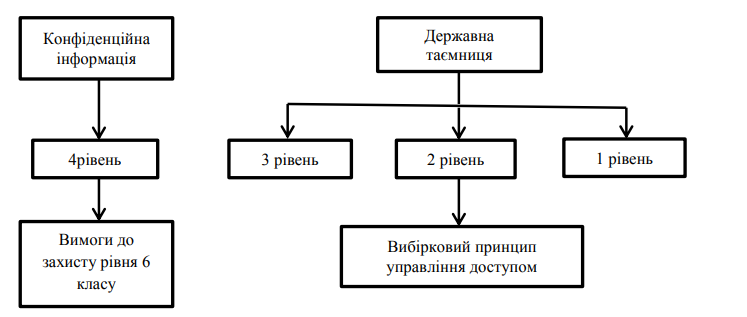 Конфіденційна
інформація
Державна
таємниця
4рівень
3 рівень
2 рівень
1 рівень
Вимоги до
захисту рівня 6
класу
Вибірковий принцип
управління доступом